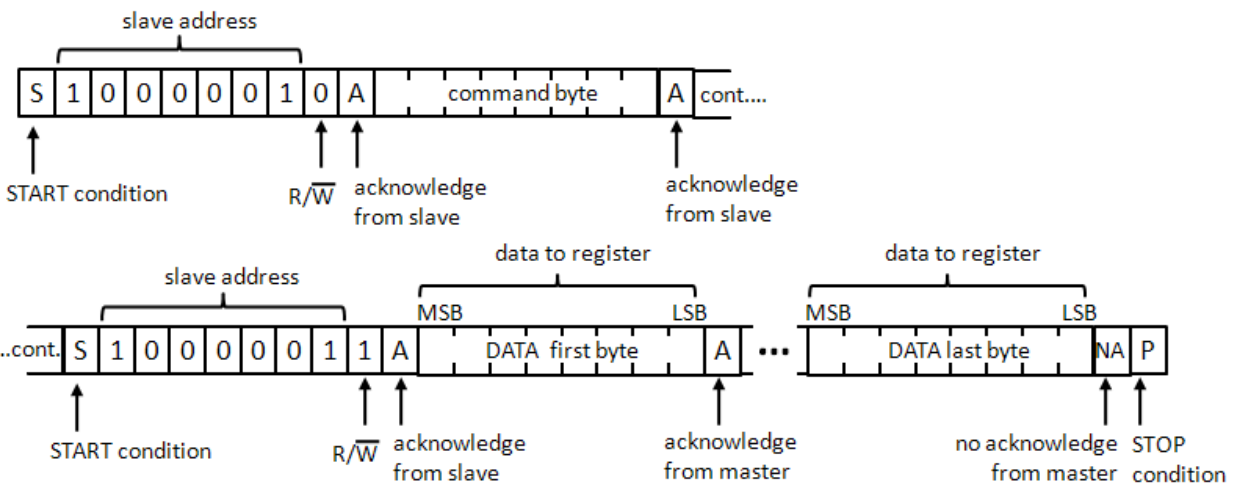 slave address
S 1 0 0 0 0 0 1 0 A command byte A cont....
START condition
R/W̅
acknowledge
from slave
acknowledge
from slave
data to register
data to register
slave address
MSB LSB MSB LSB
..cont. S 1 0 0 0 0 0 1 1 A DATA first byte A ••• DATA last byte NA P
START condition
R/W̅
acknowledge
from slave
acknowledge
from master
no acknowledge
from master
STOP
condition